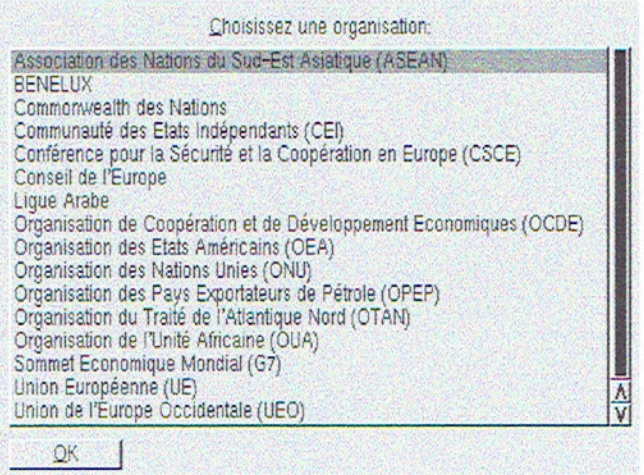 Choisissez une organisation:
Association des Nations du Sud-Est Asiatique (ASEAN)
BENELUX
Commonwealth des Nations
Communauté des Etats Indépendants (CEI)
Conférence pour la Sécurité et la Coopération en Europe (CSCE)
Conseil de l'Europe
Ligue Arabe
Organisation de Coopération et de Développement Economiques (OCDE)
Organisation des Etats Américains (OEA)
Organisation des Nations Unies (ONU)
Organisation des Pays Exportateurs de Pétrole (OPEP)
Organisation du Traité de l'Atlantique Nord (OTAN)
Organisation de l'Unité Africaine (OUA)
Sommet Economique Mondial (G7)
Union Européenne (UE)
Union de l'Europe Occidentale (UEO)
OK